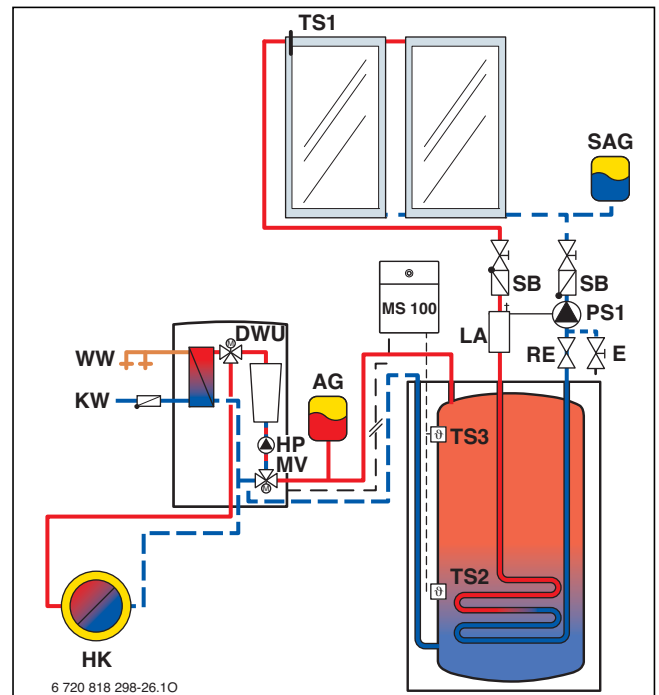 TS1
SAG
SB
SB
MS 100
PS1
LA
DWU
RE
E
WW
AG
KW
HP
MV
TS3
TS2
HK
6 720 818 298-26.1O